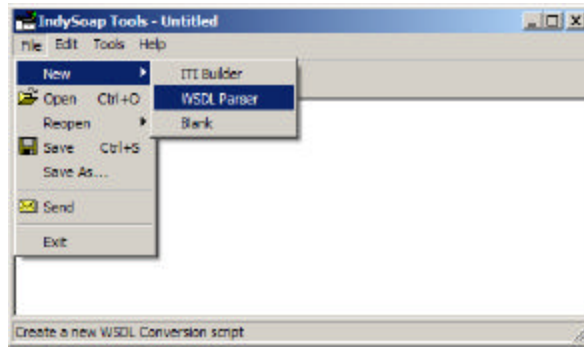 IndySoap Tools - Untitled
File Edit Tools Help
New
Open Ctrl+O
Reopen
Save Ctrl+S
Save As...
Send
Exit
ITI Builder
WSDL Parser
Blank
Create a new WSDL Conversion script